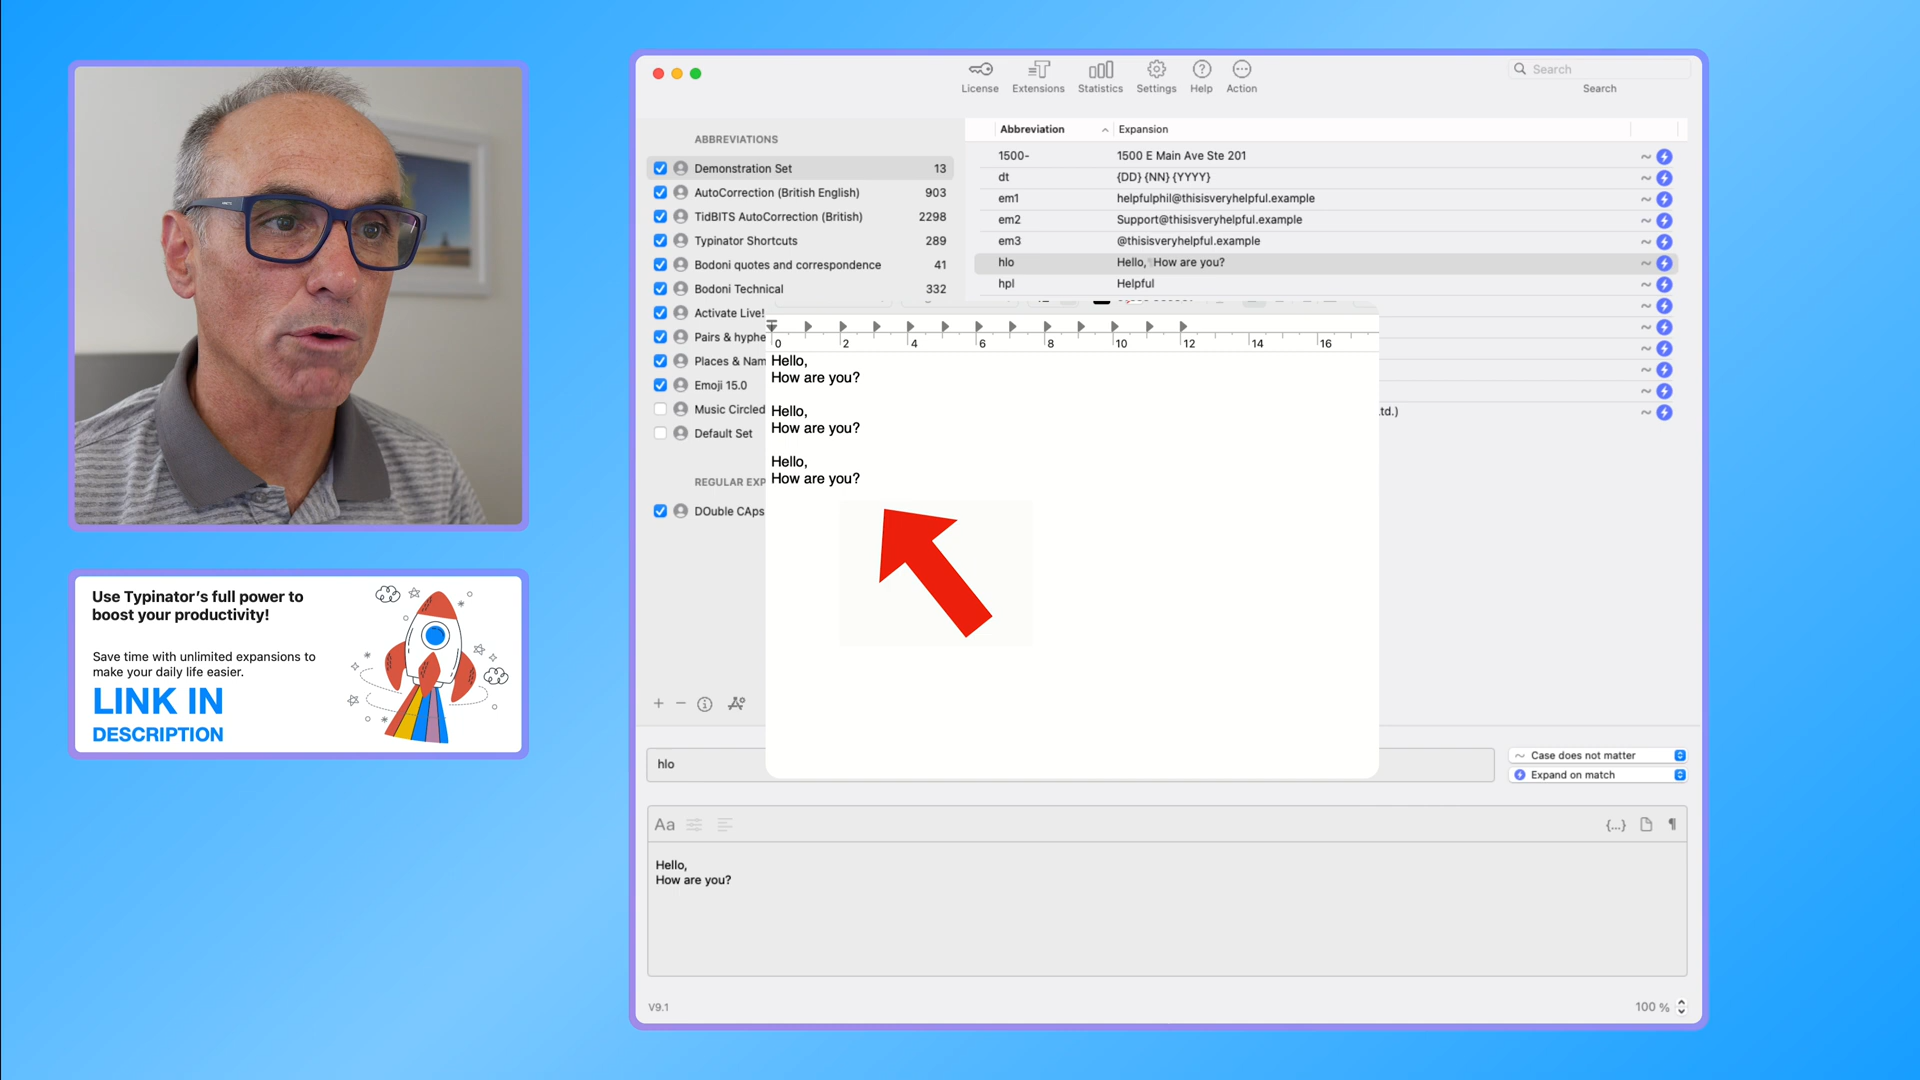 License
Extensions
Statistics
Settings
Help
Action
Search
Search
ABBREVIATIONS
Demonstration Set 13
AutoCorrection (British English) 903
TidBITS AutoCorrection (British) 2298
Typinator Shortcuts 289
Bodoni quotes and correspondence 41
Bodoni Technical 332
Activate Live!
Pairs & hyphe
Places & Nam
Emoji 15.0
Music Circled
Default Set
REGULAR EXP
DOuble CAps
Abbreviation Expansion
1500- 1500 E Main Ave Ste 201
dt {DD} {NN} {YYYY}
em1 helpfulphil@thisisveryhelpful.example
em2 Support@thisisveryhelpful.example
em3 @thisisveryhelpful.example
hlo Hello, How are you?
hpl Helpful
td.)
0 2 4 6 8 10 12 14 16
Hello,
How are you?
Hello,
How are you?
Hello,
How are you?
hlo
Case does not matter
Expand on match
Aa
{...}
¶
Hello,
How are you?
V9.1
100 %
Use Typinator's full power to
boost your productivity!
Save time with unlimited expansions to
make your daily life easier.
LINK IN
DESCRIPTION